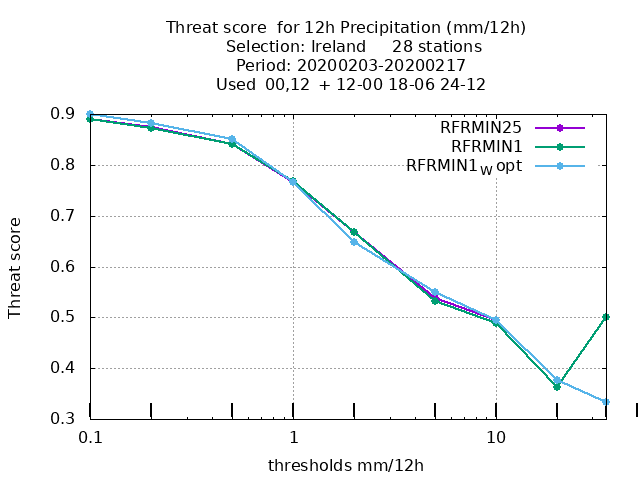 Threat score  for 12h Precipitation (mm/12h)
Selection: Ireland     28 stations
Period: 20200203-20200217
Used  00,12  + 12-00 18-06 24-12
RFRMIN25
RFRMIN1
RFRMIN1_W opt
Threat score
0.9
0.8
0.7
0.6
0.5
0.4
0.3
0.1
1
10
thresholds mm/12h